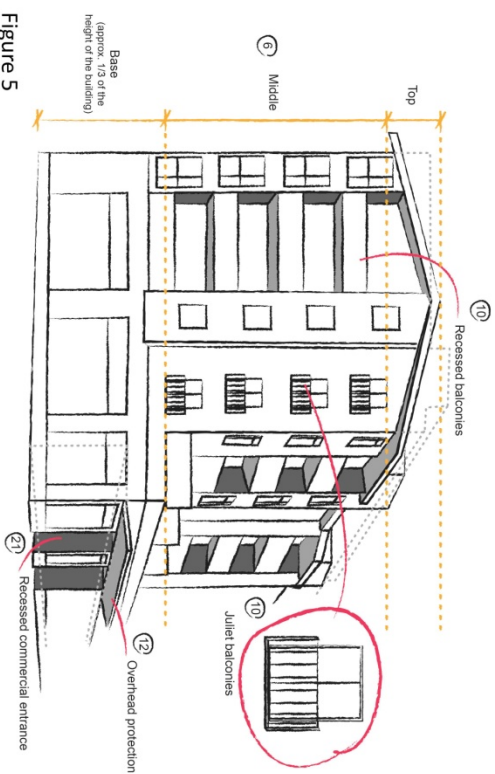 Top
6
Middle
Base
(approx. 1/3 of the
height of the building)
10
Recessed balconies
10
Juliet balconies
12
Overhead protection
21
Recessed commercial entrance
Figure 5